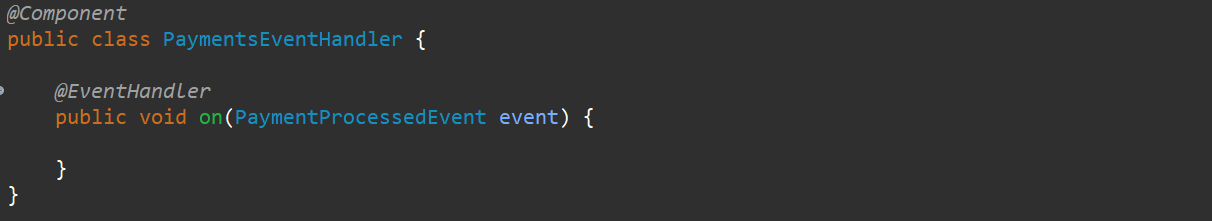 @Component
public class PaymentsEventHandler {
@EventHandler
public void on(PaymentProcessedEvent event) {
}
}